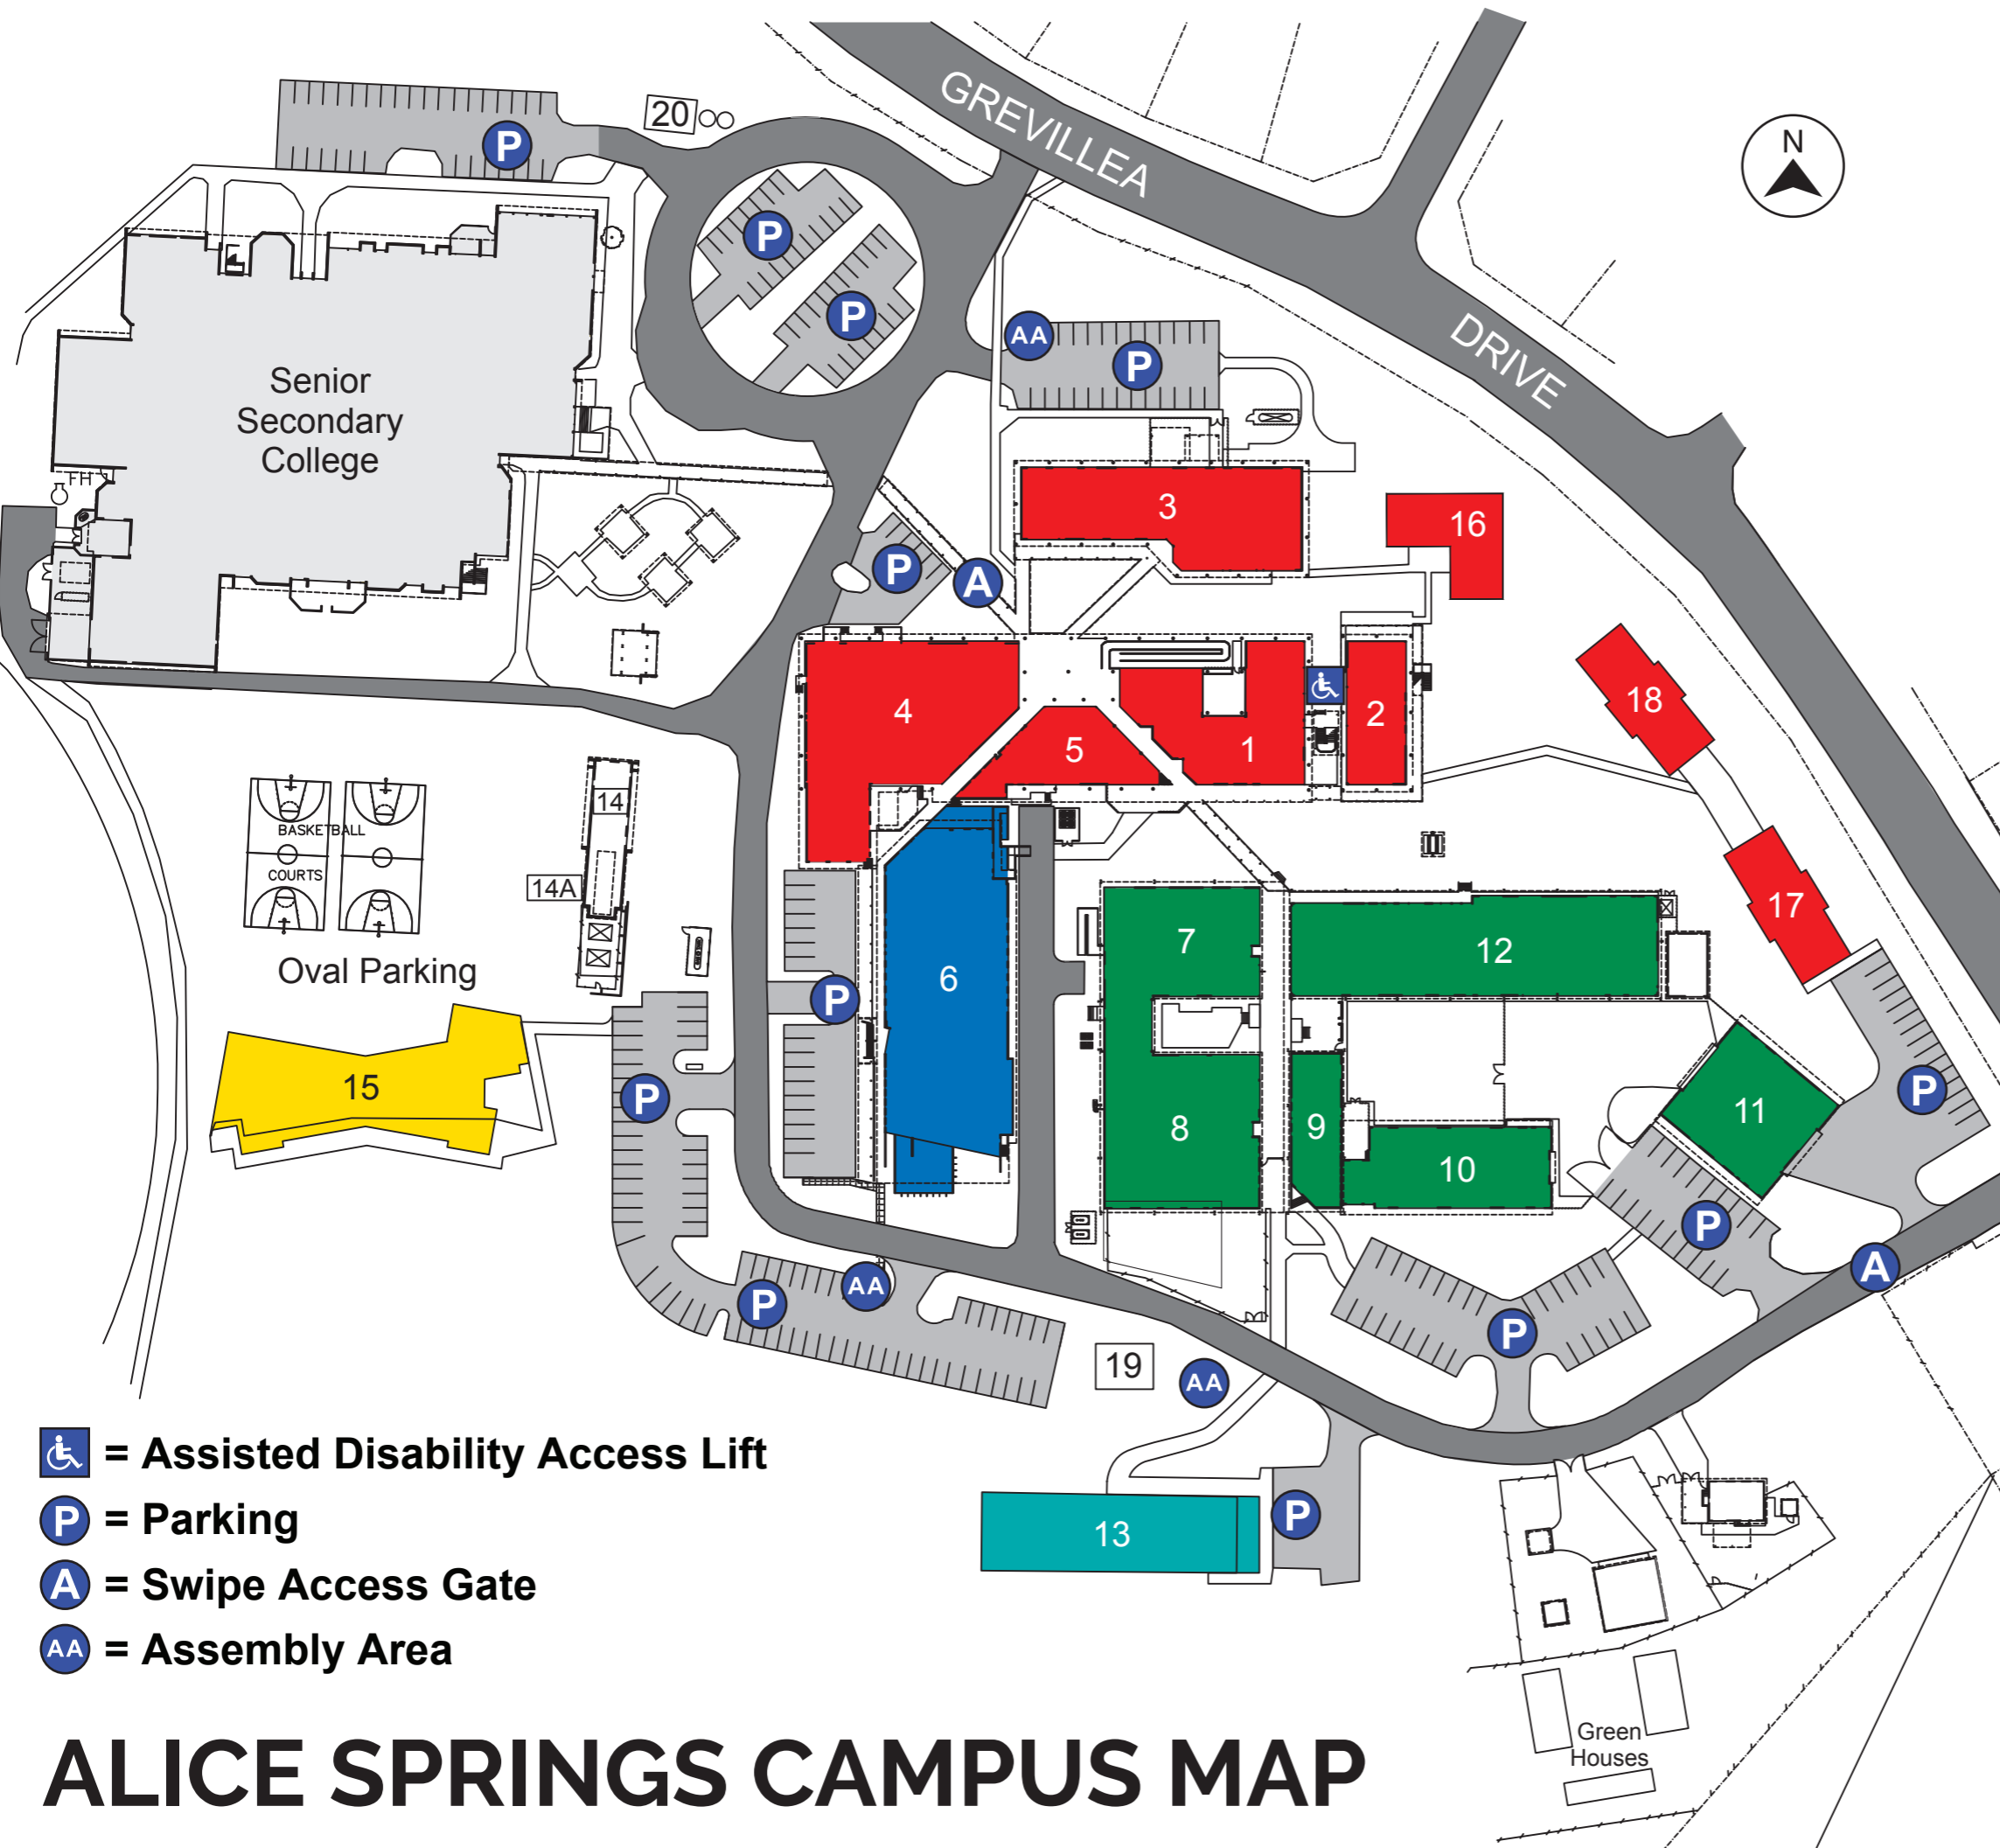 20
GREVILLEA
N
P
P
P
DRIVE
AA
P
Senior
Secondary
College
FH
3
16
P
A
4
5
1
2
18
14
BASKETBALL
COURTS
14A
17
7
12
Oval Parking
6
P
15
P
P
11
8
9
10
P
A
P
AA
P
19
AA
= Assisted Disability Access Lift
P = Parking
13
P
A = Swipe Access Gate
AA = Assembly Area
Green
Houses
ALICE SPRINGS CAMPUS MAP